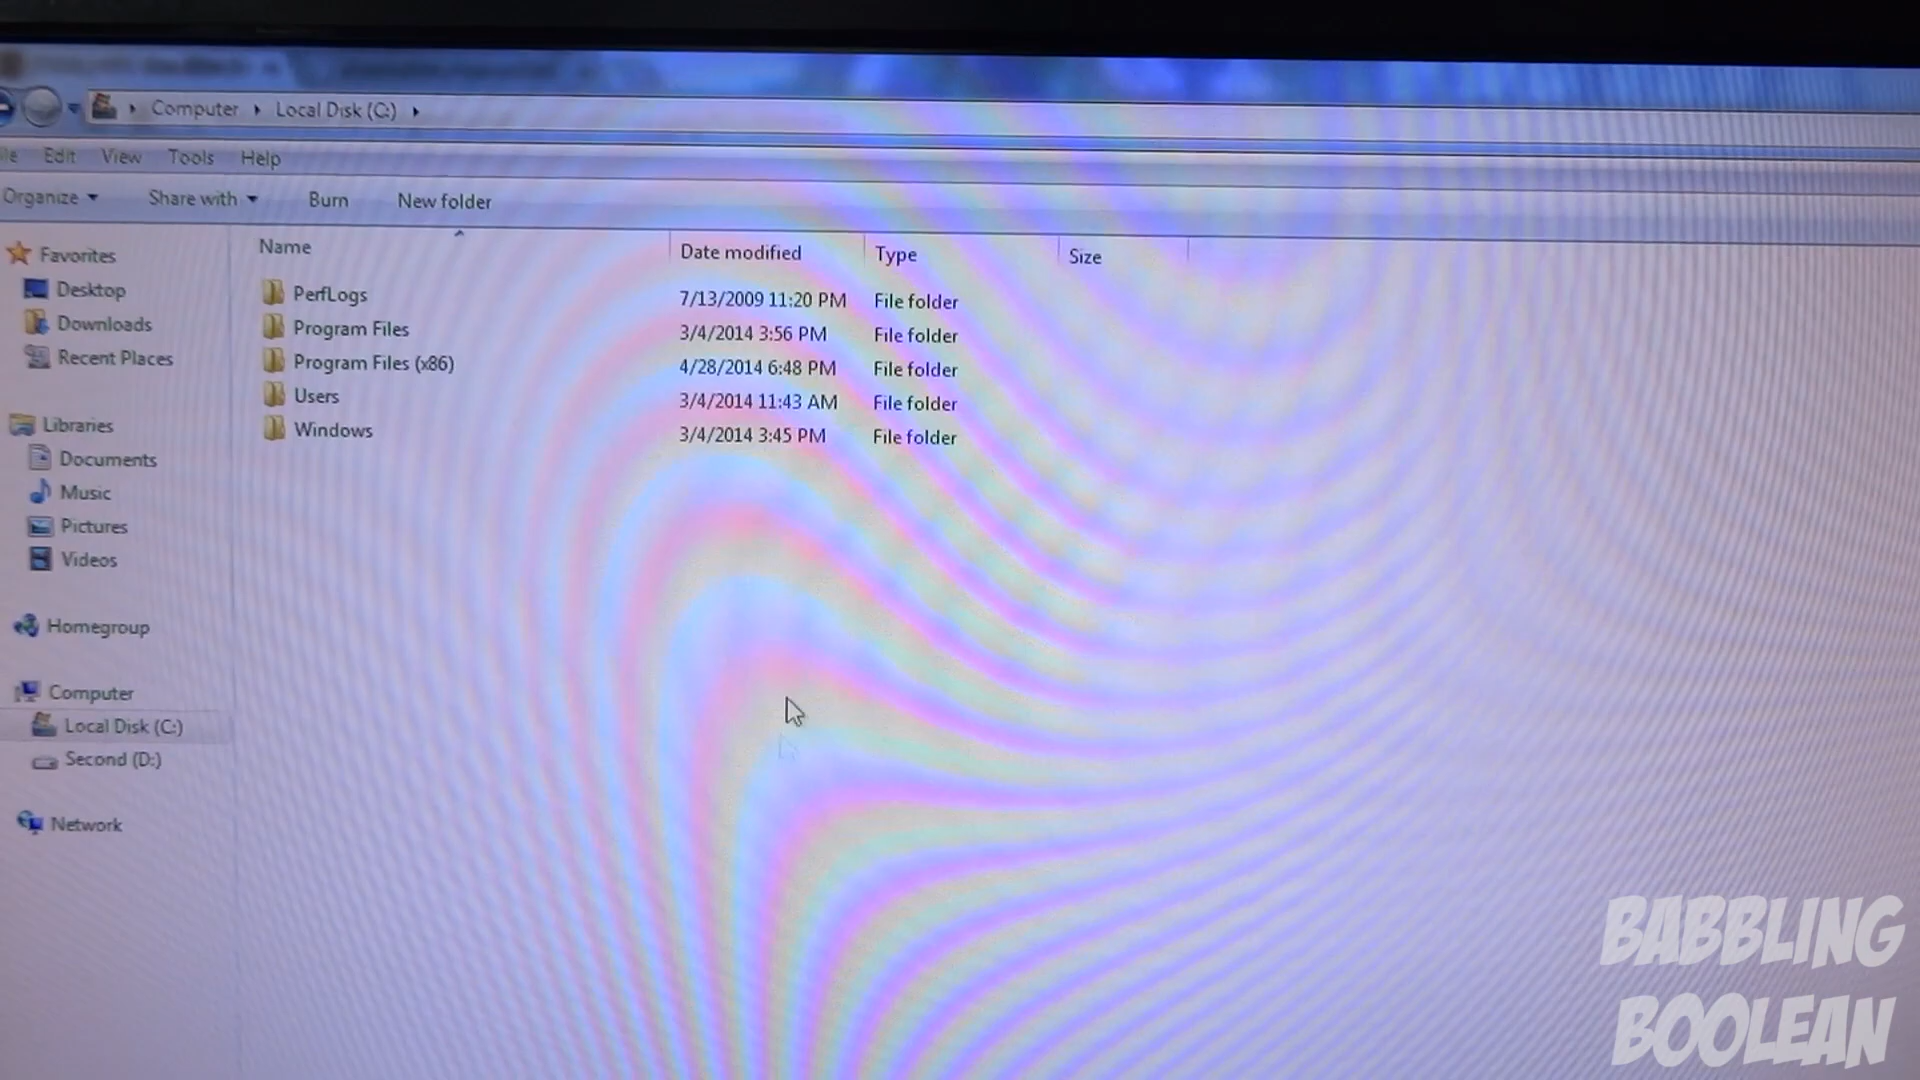 Computer Local Disk (C:)
Edit View Tools Help
Organize Share with Burn New folder
Name Date modified Type Size
PerfLogs 7/13/2009 11:20 PM File folder
Program Files 3/4/2014 3:56 PM File folder
Program Files (x86) 4/28/2014 6:48 PM File folder
Users 3/4/2014 11:43 AM File folder
Windows 3/4/2014 3:45 PM File folder
Favorites
Desktop
Downloads
Recent Places
Libraries
Documents
Music
Pictures
Videos
Homegroup
Computer
Local Disk (C:)
Second (D:)
Network
BABBLING
BOOLEAN